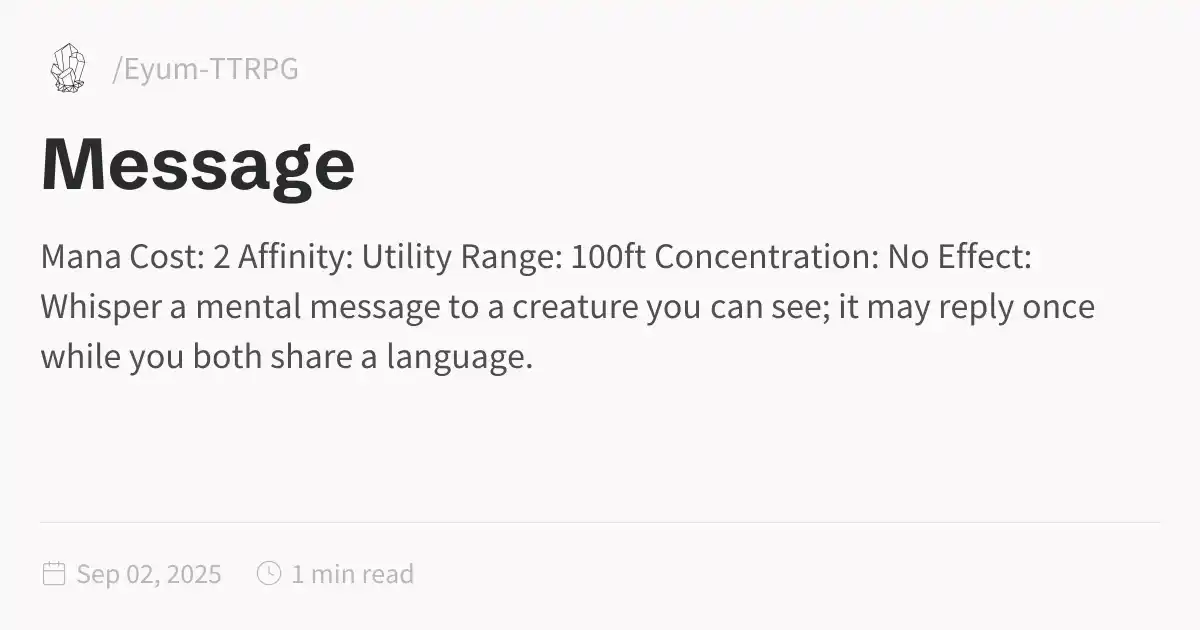 /Eyum-TTRPG
Message
Mana Cost: 2 Affinity: Utility Range: 100ft Concentration: No Effect:
Whisper a mental message to a creature you can see; it may reply once
while you both share a language.
Sep 02, 2025
1 min read